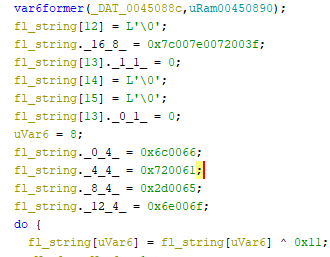 var6former(_DAT_0045088c,uRam00450890);
fl_string[12] = L'\0';
fl_string._16_8_ = 0x7c007e0072003f;
fl_string[13]._1_1_ = 0;
fl_string[14] = L'\0';
fl_string[15] = L'\0';
fl_string[13]._0_1_ = 0;
uVar6 = 8;
fl_string._0_4_ = 0x6c0066;
fl_string._4_4_ = 0x720061;
fl_string._8_4_ = 0x2d0065;
fl_string._12_4_ = 0x6e006f;
do {
fl_string[uVar6] = fl_string[uVar6] ^ 0x11;